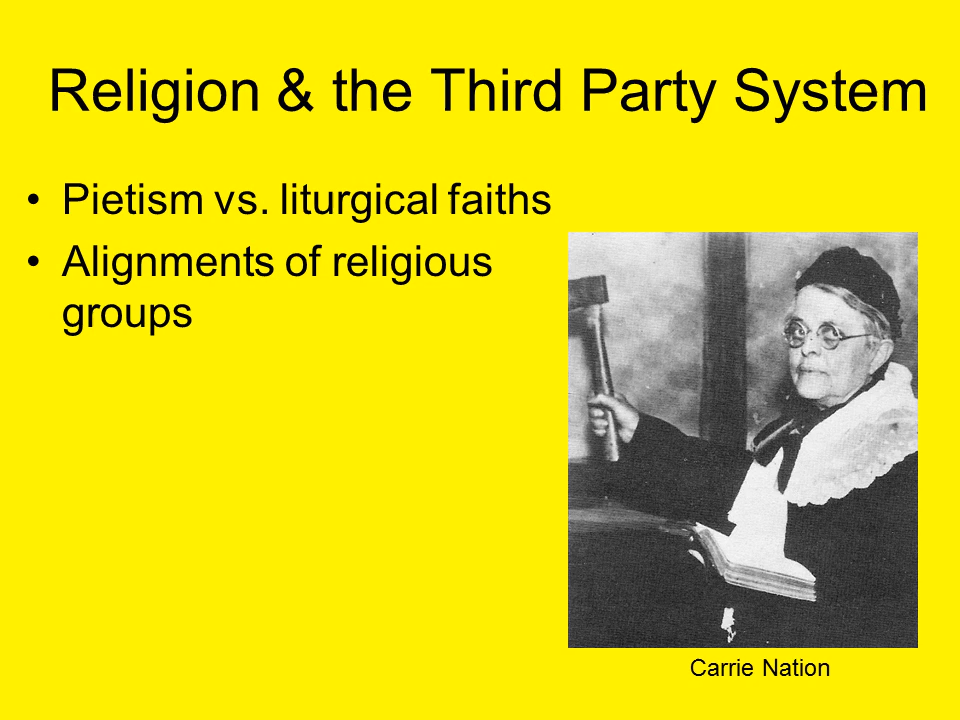 Religion & the Third Party System
• Pietism vs. liturgical faiths
• Alignments of religious
groups
Carrie Nation